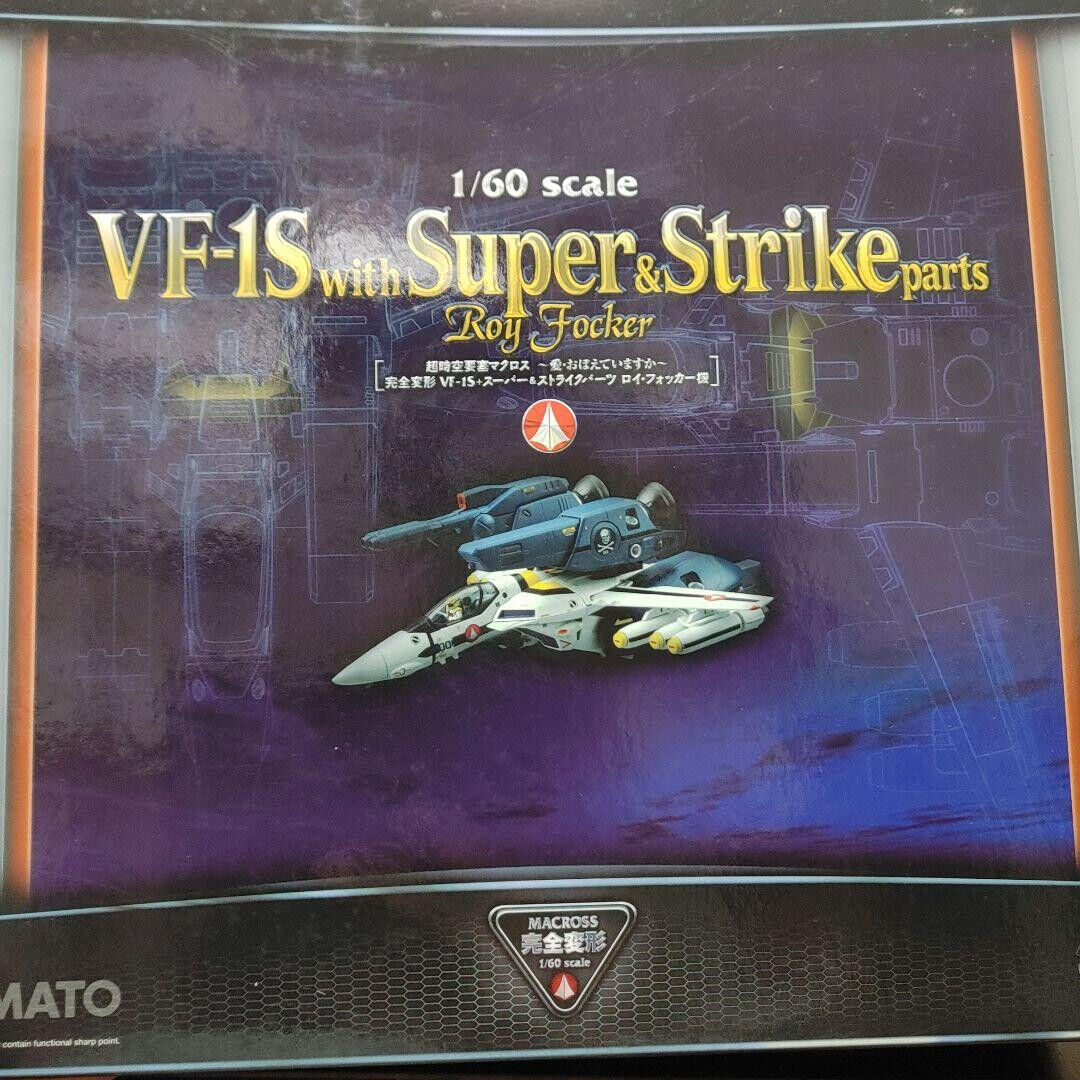 1/60 scale
VF-1S with Super & Strike parts
Roy Focker
超時空要塞マクロス ～愛・おぼえていますか～
完全変形 VF-1S+スーパー&ストライクパーツ ロイ・フォッカー機
00
MACROSS
完全変形
1/60 scale
MATO
contain functional sharp point.